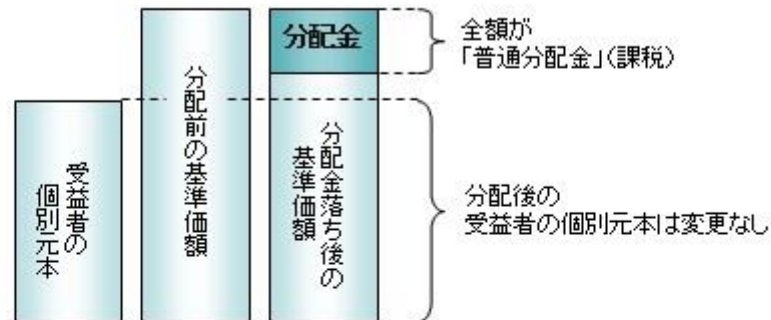 受益者の
個別元本
分配前の基準価額
分配金
分配金落ち後の
基準価額
全額が
「普通分配金」(課税)
分配後の
受益者の個別元本は変更なし